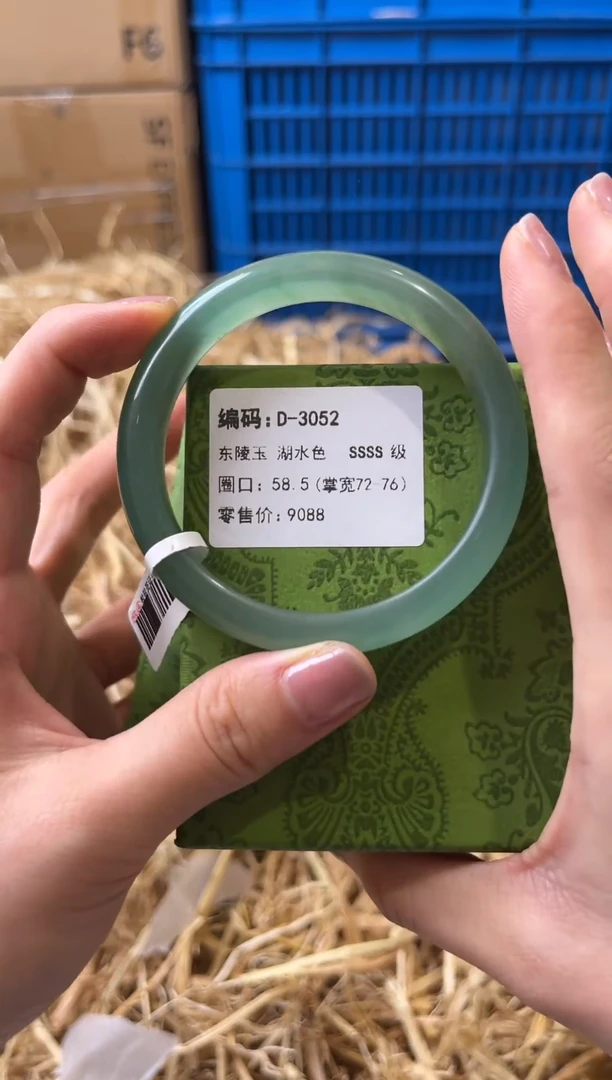 F6
编码:D-3052
东陵玉 湖水色 SSSS 级
圈口: 58.5(掌宽72-76)
零售价: 9088